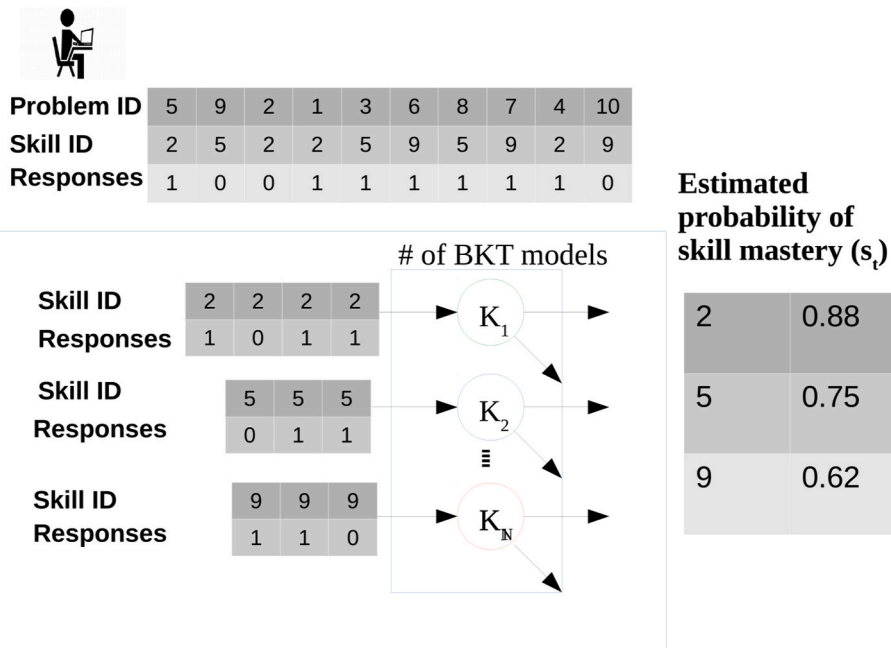 Problem ID 5 9 2 1 3 6 8 7 4 10
Skill ID 2 5 2 2 5 9 5 9 2 9
Responses 1 0 0 1 1 1 1 1 1 0
Estimated
probability of
skill mastery (st)
# of BKT models
Skill ID 2 2 2 2
Responses 1 0 1 1
K1
Skill ID
Responses
5 5 5
0 1 1
K2
Skill ID 9 9 9
Responses 1 1 0
KN
2 0.88
5 0.75
9 0.62